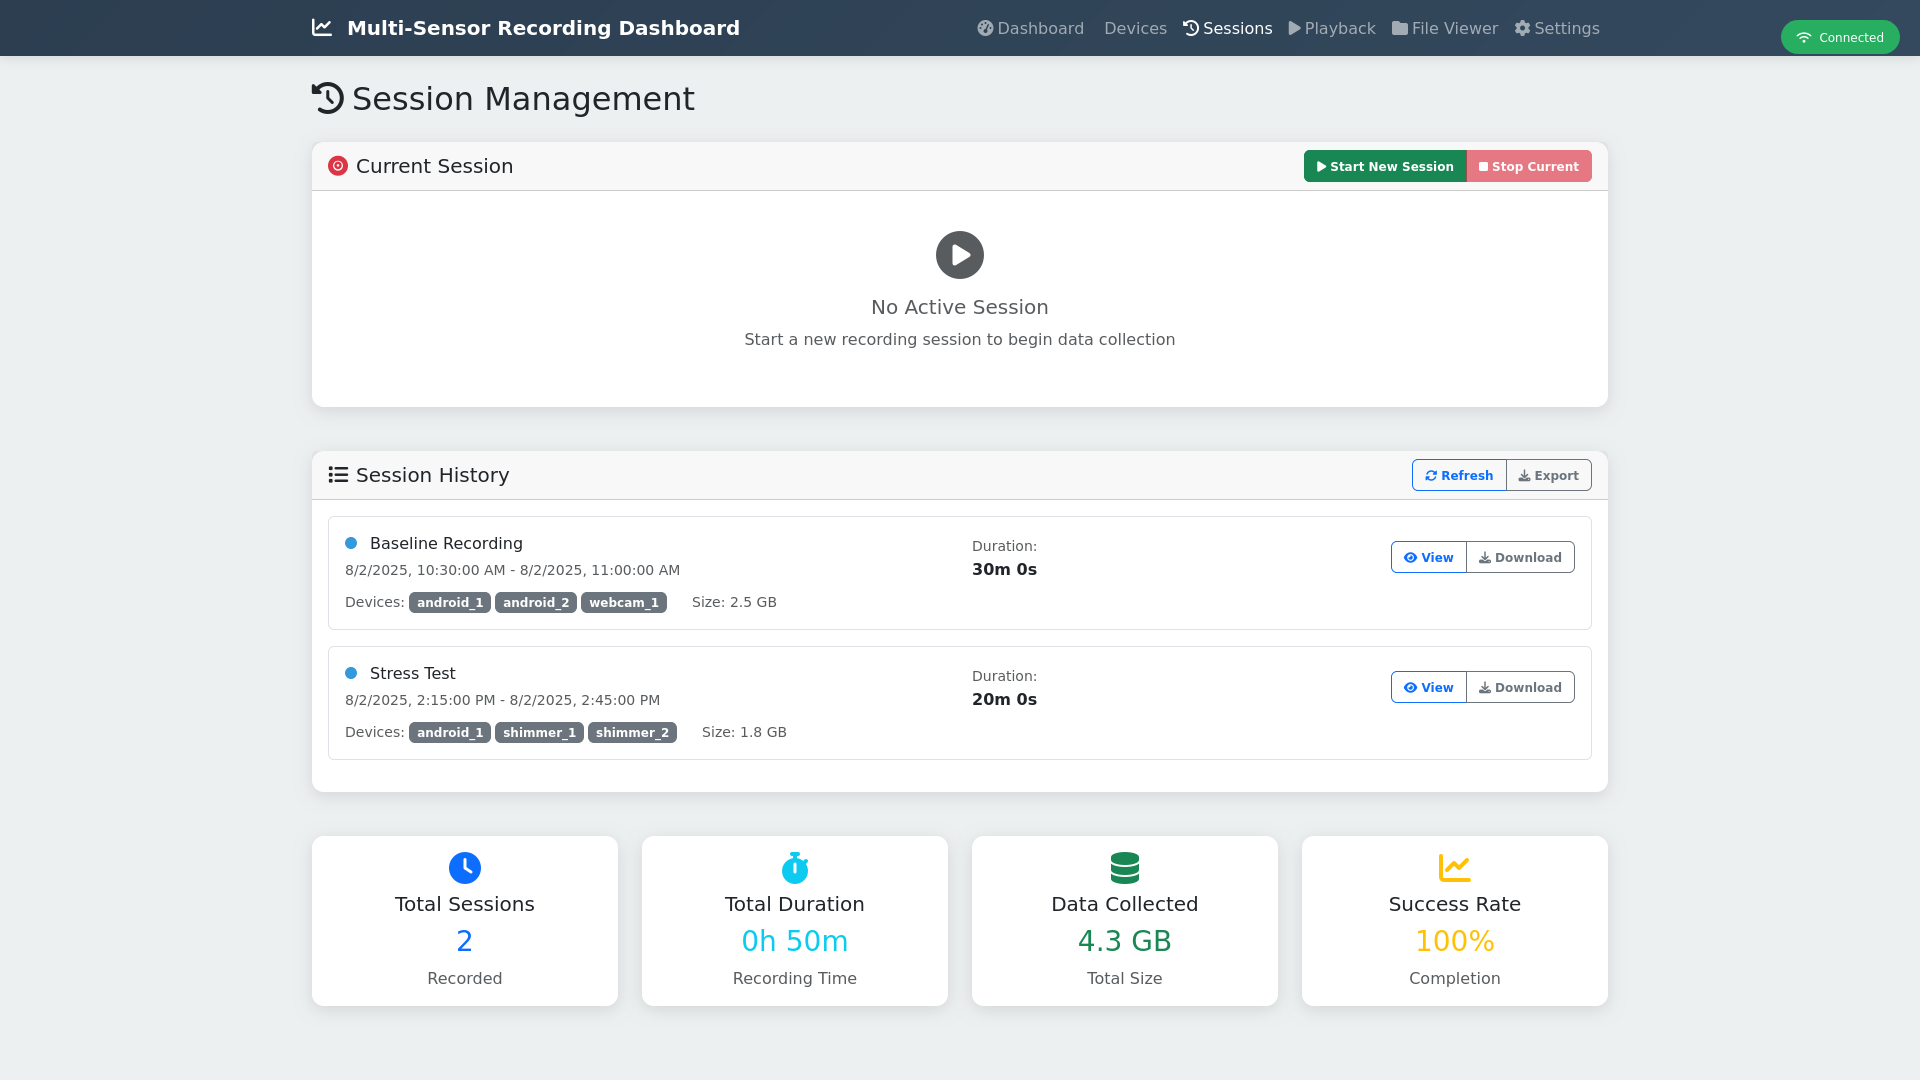 Multi-Sensor Recording Dashboard Dashboard Devices Sessions Playback File Viewer Settings Connected
Session Management
Current Session Start New Session Stop Current
No Active Session
Start a new recording session to begin data collection
Session History Refresh Export
Baseline Recording
8/2/2025, 10:30:00 AM - 8/2/2025, 11:00:00 AM
Devices: android_1 android_2 webcam_1 Size: 2.5 GB
Duration:
30m 0s
View Download
Stress Test
8/2/2025, 2:15:00 PM - 8/2/2025, 2:45:00 PM
Devices: android_1 shimmer_1 shimmer_2 Size: 1.8 GB
Duration:
20m 0s
View Download
Total Sessions
2
Recorded
Total Duration
0h 50m
Recording Time
Data Collected
4.3 GB
Total Size
Success Rate
100%
Completion